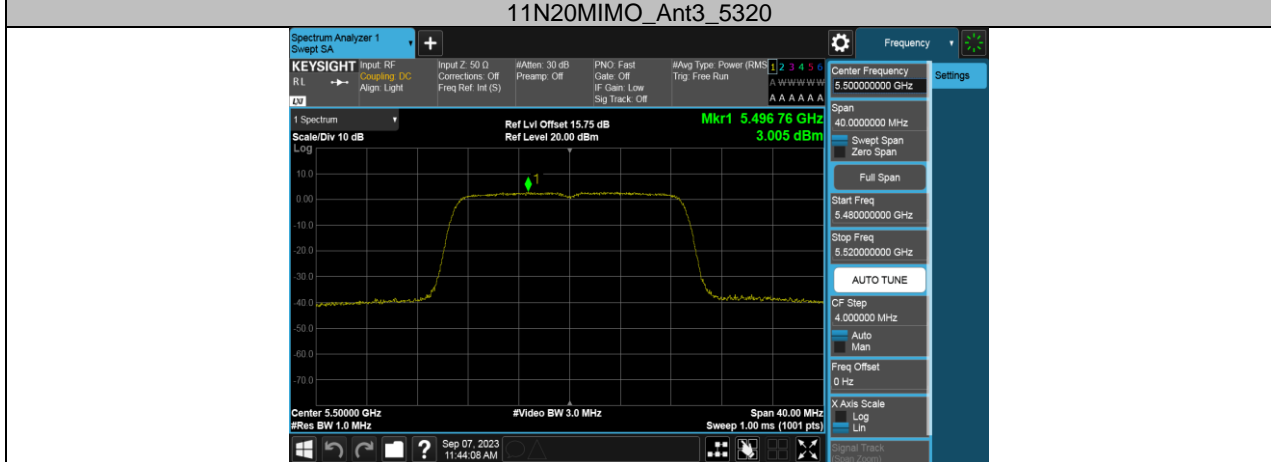 11N20MIMO_Ant3_5320
Spectrum Analyzer 1
Swept SA
+
Frequency
KEYSIGHT
RL
LXI
Input: RF
Coupling: DC
Align: Light
Input Z: 50 Ω
Corrections: Off
Freq Ref: Int (S)
#Atten: 30 dB
Preamp: Off
PNO: Fast
Gate: Off
IF Gain: Low
Sig Track: Off
#Avg Type: Power (RMS
Trig: Free Run
1 2 3 4 5 6
A W W W W W
A A A A A A
1 Spectrum
Scale/Div 10 dB
Log
Ref Lvl Offset 15.75 dB
Ref Level 20.00 dBm
Mkr1 5.496 76 GHz
3.005 dBm
1
10.0
0.00
-10.0
-20.0
-30.0
-40.0
-50.0
-60.0
-70.0
Center 5.50000 GHz
#Res BW 1.0 MHz
#Video BW 3.0 MHz
Span 40.00 MHz
Sweep 1.00 ms (1001 pts)
Center Frequency
5.500000000 GHz
Settings
Span
40.0000000 MHz
Swept Span
Zero Span
Full Span
Start Freq
5.480000000 GHz
Stop Freq
5.520000000 GHz
AUTO TUNE
CF Step
4.000000 MHz
Auto
Man
Freq Offset
0 Hz
X Axis Scale
Log
Lin
Signal Track
(Span Zoom)
?
Sep 07, 2023
11:44:08 AM